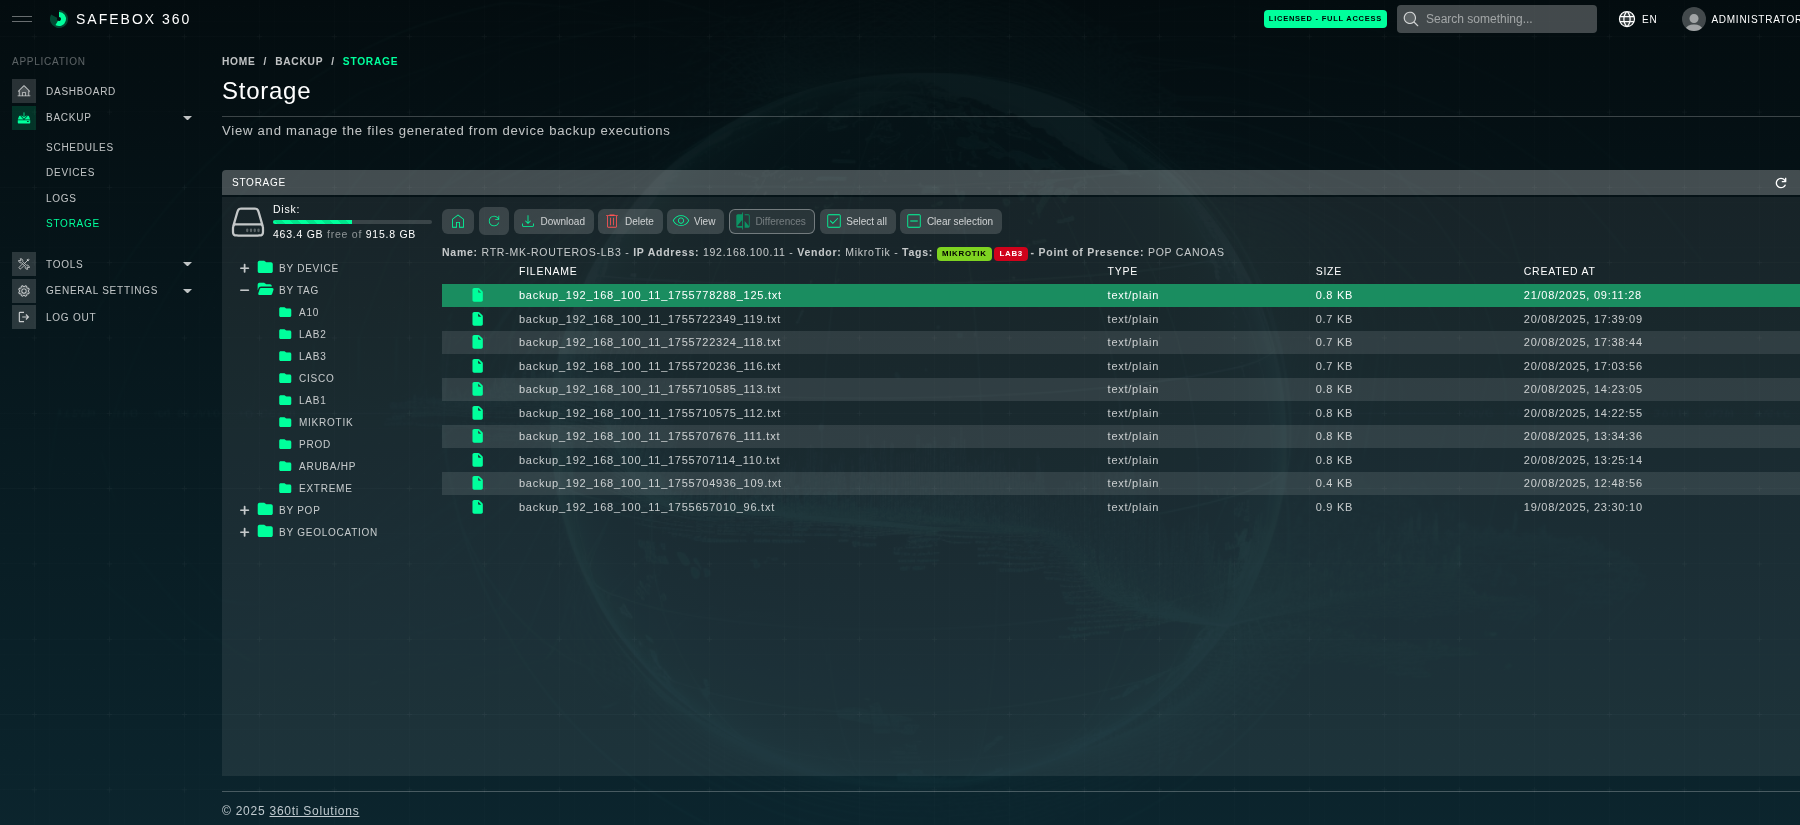 SAFEBOX 360
LICENSED - FULL ACCESS
Search something...
EN
ADMINISTRATOR
APPLICATION
DASHBOARD
BACKUP
SCHEDULES
DEVICES
LOGS
STORAGE
TOOLS
GENERAL SETTINGS
LOG OUT
HOME / BACKUP / STORAGE
Storage
View and manage the files generated from device backup executions
STORAGE
Disk:
463.4 GB free of 915.8 GB
BY DEVICE
BY TAG
A10
LAB2
LAB3
CISCO
LAB1
MIKROTIK
PROD
ARUBA/HP
EXTREME
BY POP
BY GEOLOCATION
Download Delete View Differences Select all Clear selection
Name: RTR-MK-ROUTEROS-LB3 - IP Address: 192.168.100.11 - Vendor: MikroTik - Tags: MIKROTIK LAB3 - Point of Presence: POP CANOAS
FILENAME TYPE SIZE CREATED AT
backup_192_168_100_11_1755778288_125.txt text/plain 0.8 KB 21/08/2025, 09:11:28
backup_192_168_100_11_1755722349_119.txt text/plain 0.7 KB 20/08/2025, 17:39:09
backup_192_168_100_11_1755722324_118.txt text/plain 0.7 KB 20/08/2025, 17:38:44
backup_192_168_100_11_1755720236_116.txt text/plain 0.7 KB 20/08/2025, 17:03:56
backup_192_168_100_11_1755710585_113.txt text/plain 0.8 KB 20/08/2025, 14:23:05
backup_192_168_100_11_1755710575_112.txt text/plain 0.8 KB 20/08/2025, 14:22:55
backup_192_168_100_11_1755707676_111.txt text/plain 0.8 KB 20/08/2025, 13:34:36
backup_192_168_100_11_1755707114_110.txt text/plain 0.8 KB 20/08/2025, 13:25:14
backup_192_168_100_11_1755704936_109.txt text/plain 0.4 KB 20/08/2025, 12:48:56
backup_192_168_100_11_1755657010_96.txt text/plain 0.9 KB 19/08/2025, 23:30:10
© 2025 360ti Solutions